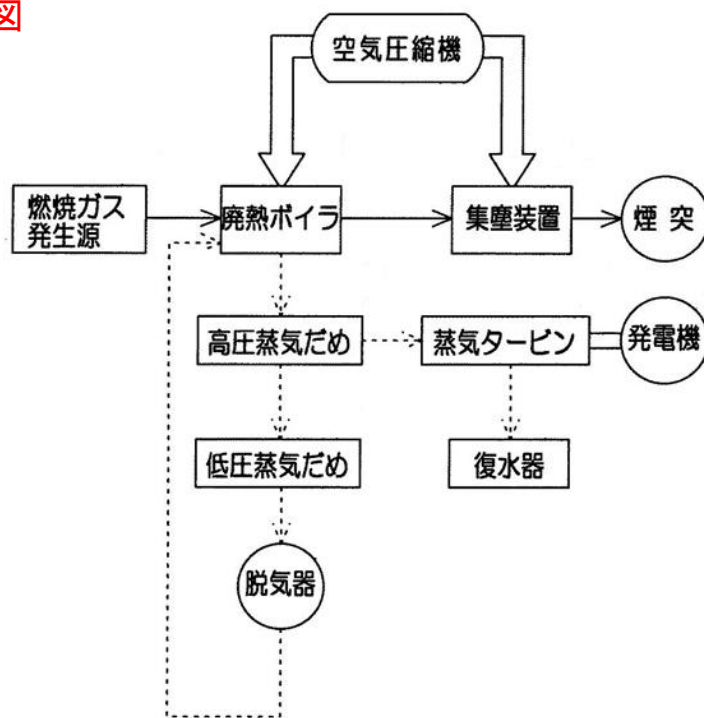 図
空気圧縮機
燃焼ガス
発生源
廃熱ボイラ
集塵装置
煙突
高圧蒸気だめ
蒸気タービン
発電機
低圧蒸気だめ
復水器
脱気器